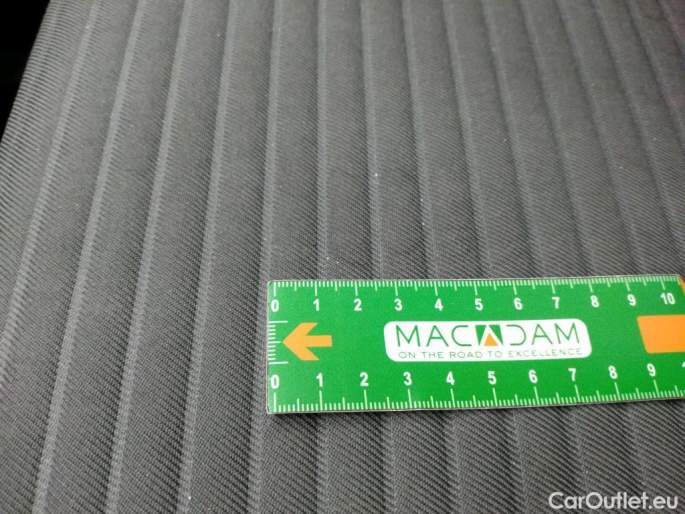 0 1 2 3 4 5 6 7 8 9 10
MACADAM
ON THE ROAD TO EXCELLENCE
0 1 2 3 4 5 6 7 8 9
CarOutlet.eu